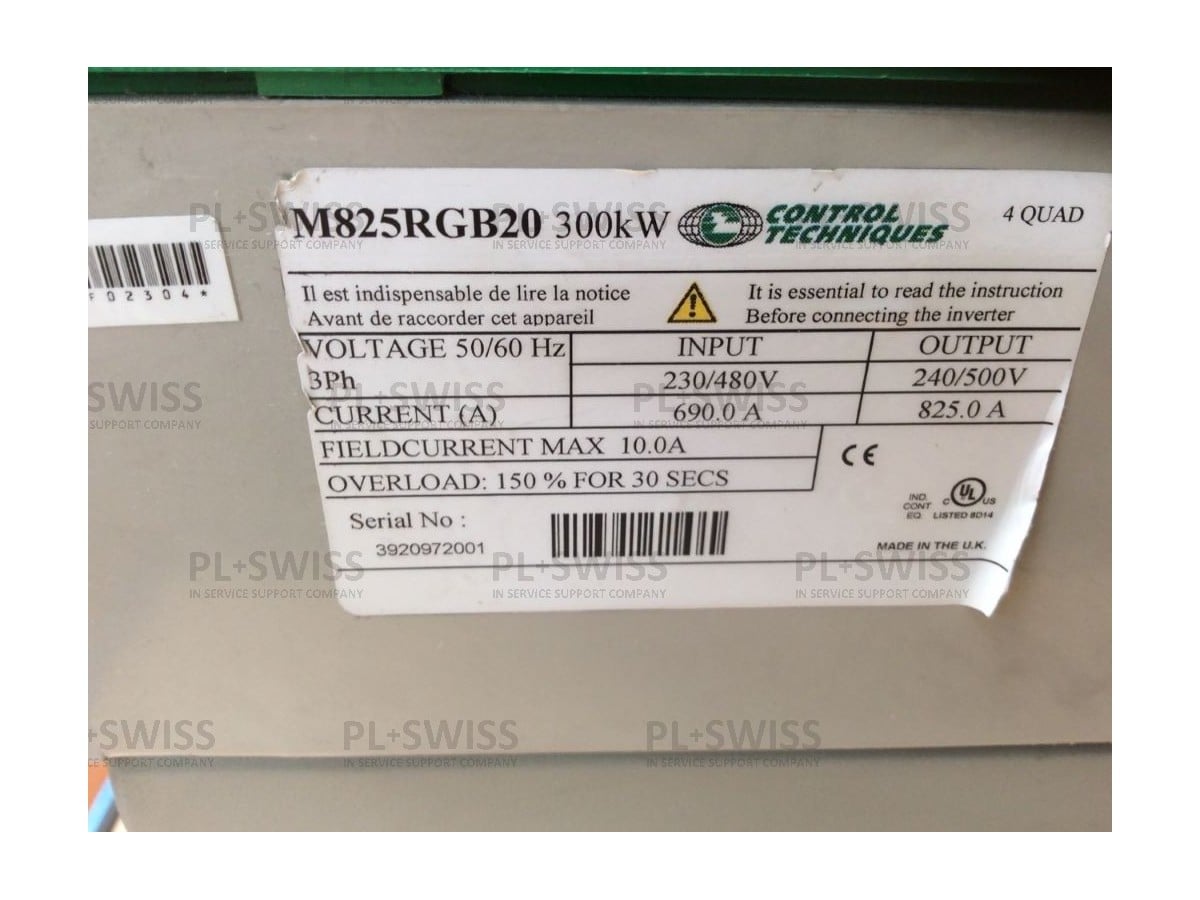 M825RGB20 300kW CONTROL TECHNIQUES 4 QUAD
F02304*
Il est indispensable de lire la notice
Avant de raccorder cet appareil
It is essential to read the instruction
Before connecting the inverter
VOLTAGE 50/60 Hz INPUT OUTPUT
3Ph 230/480V 240/500V
CURRENT (A) 690.0 A 825.0 A
FIELDCURRENT MAX 10.0A
OVERLOAD: 150 % FOR 30 SECS
CE
Serial No :
3920972001
IND. CONT EQ.
C UL US
LISTED 8D14
MADE IN THE U.K.
PL+SWISS
IN SERVICE SUPPORT COMPANY